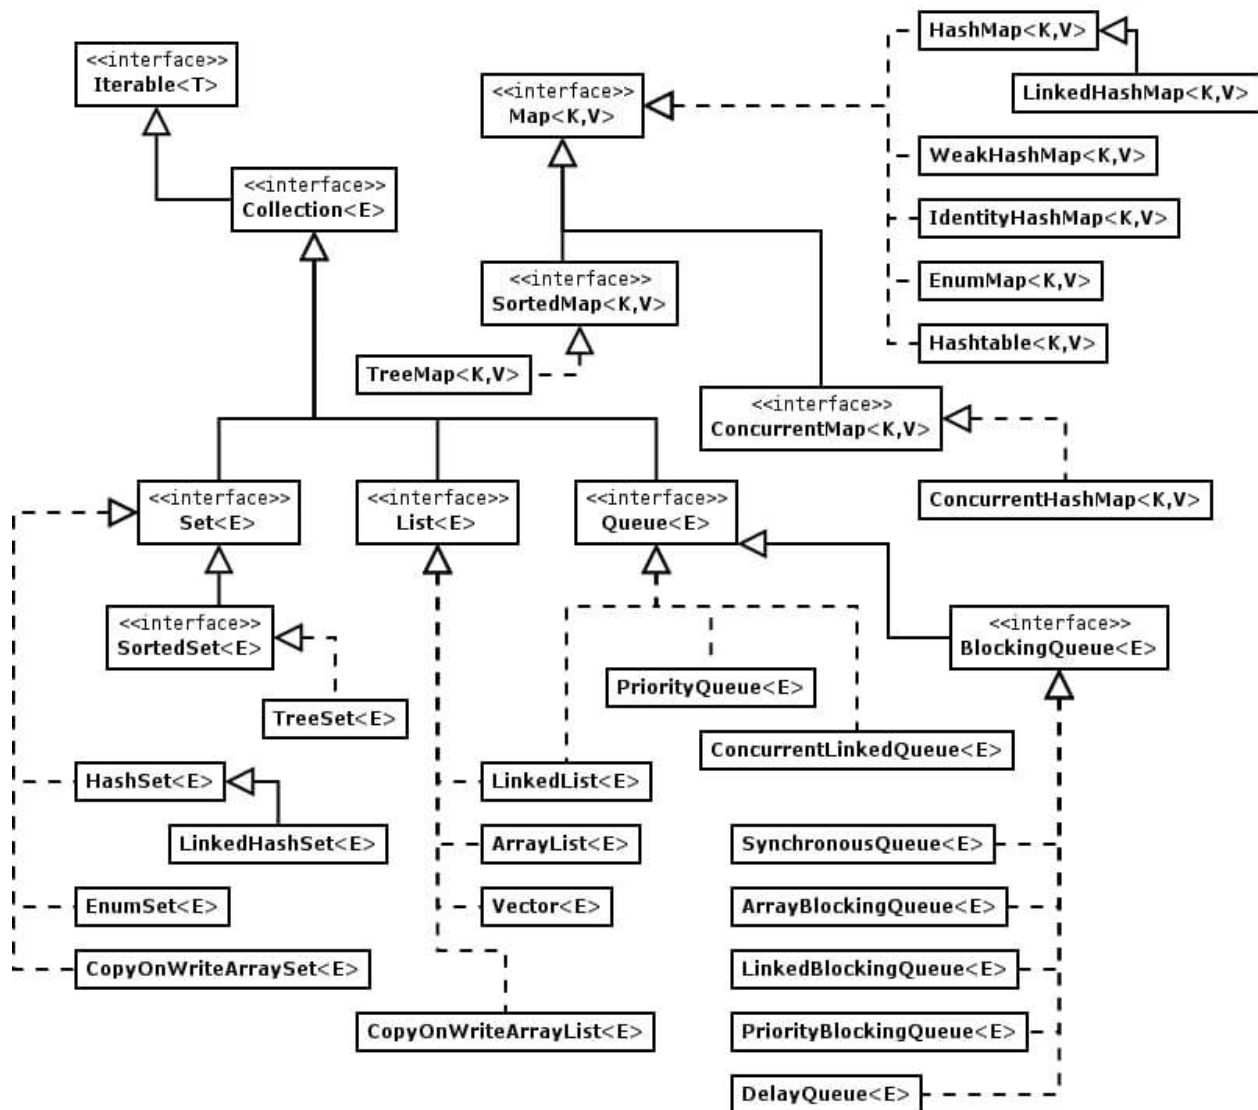 <<interface>>
Iterable<T>
<<interface>>
Map<K,V>
HashMap<K,V>
LinkedHashMap<K,V>
WeakHashMap<K,V>
<<interface>>
Collection<E>
IdentityHashMap<K,V>
<<interface>>
SortedMap<K,V>
EnumMap<K,V>
Hashtable<K,V>
TreeMap<K,V>
<<interface>>
ConcurrentMap<K,V>
ConcurrentHashMap<K,V>
<<interface>>
Set<E>
<<interface>>
List<E>
<<interface>>
Queue<E>
<<interface>>
SortedSet<E>
<<interface>>
BlockingQueue<E>
PriorityQueue<E>
TreeSet<E>
ConcurrentLinkedQueue<E>
HashSet<E>
LinkedList<E>
LinkedHashSet<E>
ArrayList<E>
SynchronousQueue<E>
EnumSet<E>
Vector<E>
ArrayBlockingQueue<E>
CopyOnWriteArraySet<E>
LinkedBlockingQueue<E>
CopyOnWriteArrayList<E>
PriorityBlockingQueue<E>
DelayQueue<E>